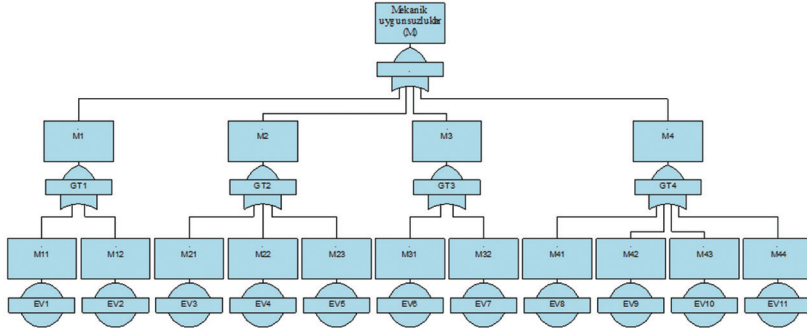 Mekanik
uygunsuzluklar
(M)
M1
M2
M3
M4
GT1
GT2
GT3
GT4
M11
M12
M21
M22
M23
M31
M32
M41
M42
M43
M44
EV1
EV2
EV3
EV4
EV5
EV6
EV7
EV8
EV9
EV10
EV11